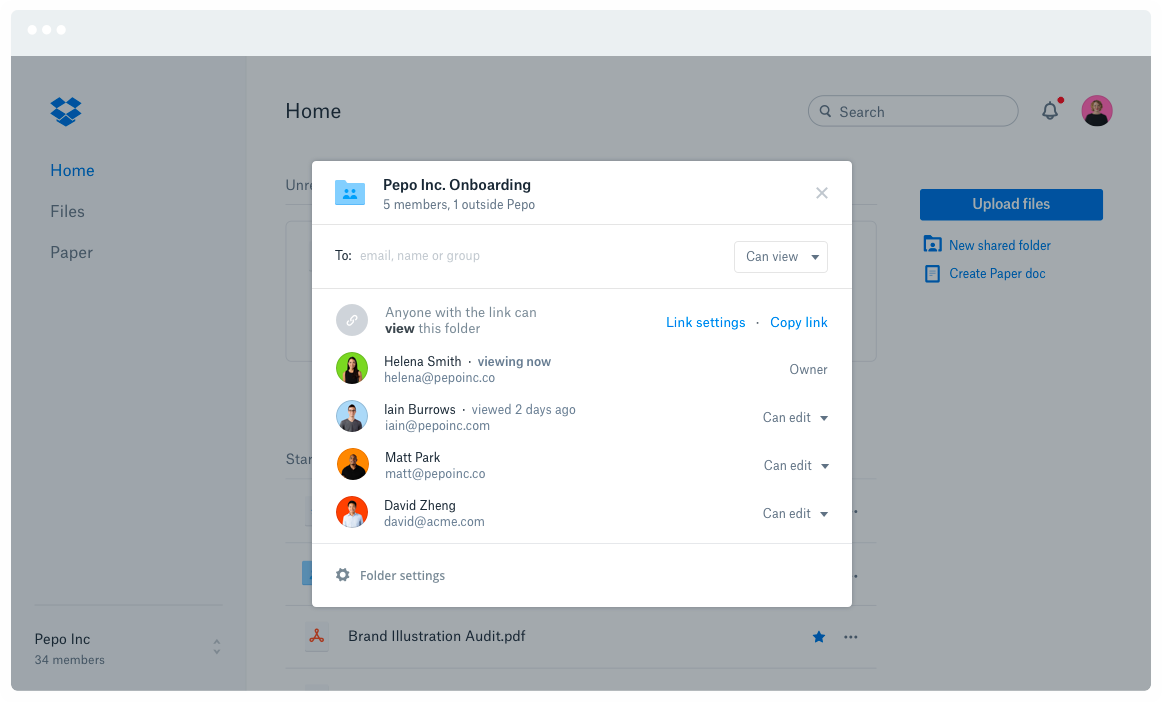 Home
Search
Home
Files
Paper
Unre
Upload files
New shared folder
Create Paper doc
Pepo Inc. Onboarding
5 members, 1 outside Pepo
To: email, name or group
Can view
Anyone with the link can
view this folder
Link settings · Copy link
Helena Smith · viewing now
helena@pepoinc.co
Owner
Iain Burrows · viewed 2 days ago
iain@pepoinc.com
Can edit
Matt Park
matt@pepoinc.co
Can edit
David Zheng
david@acme.com
Can edit
Folder settings
Star
Brand Illustration Audit.pdf
Pepo Inc
34 members